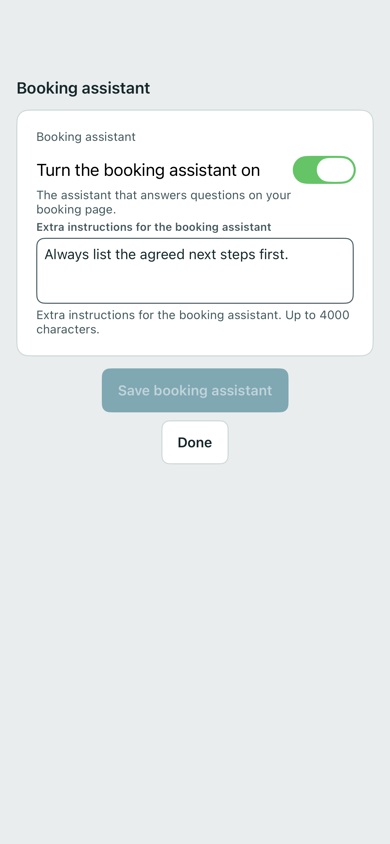 Booking assistant
Booking assistant
Turn the booking assistant on
The assistant that answers questions on your
booking page.
Extra instructions for the booking assistant
Always list the agreed next steps first.
Extra instructions for the booking assistant. Up to 4000
characters.
Save booking assistant
Done